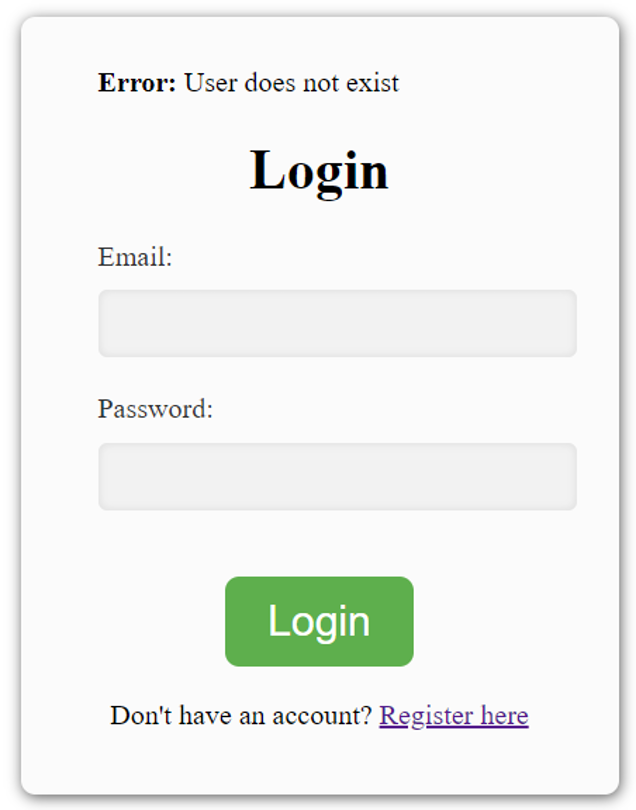 Error: User does not exist
Login
Email:
Password:
Login
Don't have an account? Register here